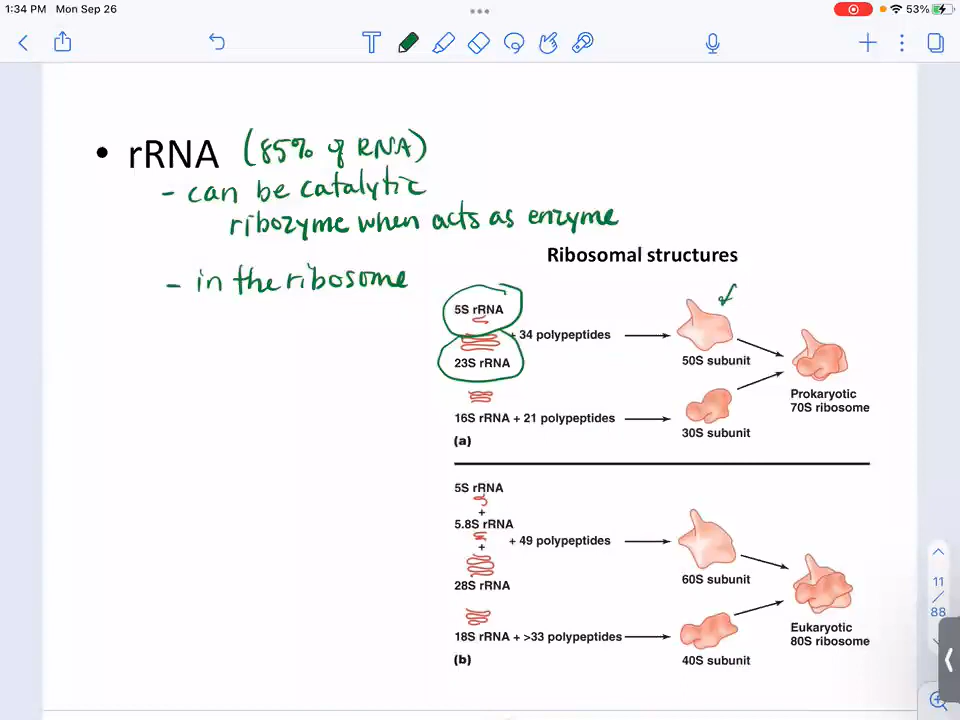 1:34 PM Mon Sep 26
53%
T
• rRNA (85% of RNA)
- can be catalytic
ribozyme when acts as enzyme
- in the ribosome
Ribosomal structures
5S rRNA
+ 34 polypeptides
23S rRNA
50S subunit
Prokaryotic
70S ribosome
16S rRNA + 21 polypeptides
30S subunit
(a)
5S rRNA
+
5.8S rRNA
+ 49 polypeptides
+
28S rRNA
60S subunit
Eukaryotic
80S ribosome
18S rRNA + >33 polypeptides
40S subunit
(b)
11
/
88